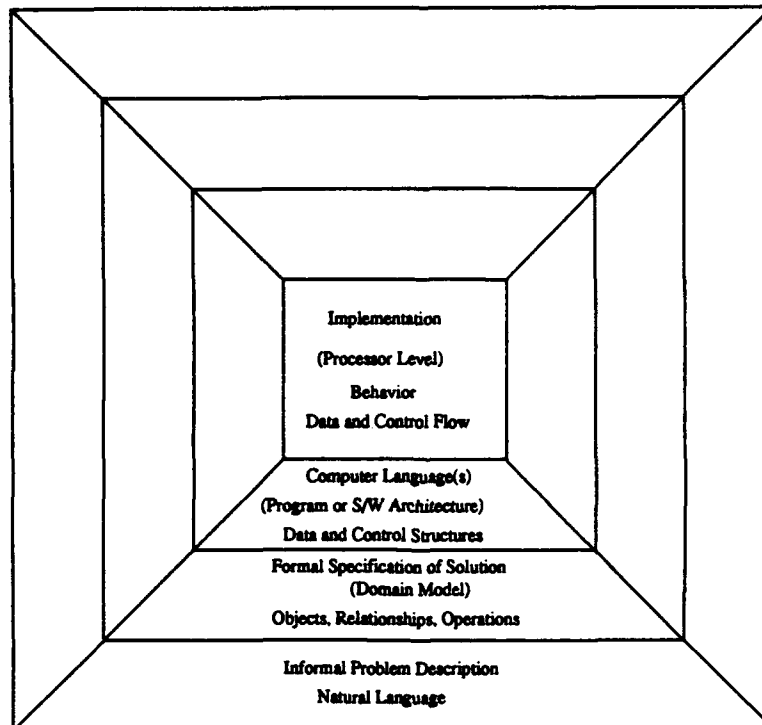 Implementation
(Processor Level)
Behavior
Data and Control Flow
Computer Language(s)
(Program or S/W Architecture)
Data and Control Structures
Formal Specification of Solution
(Domain Model)
Objects, Relationships, Operations
Informal Problem Description
Natural Language